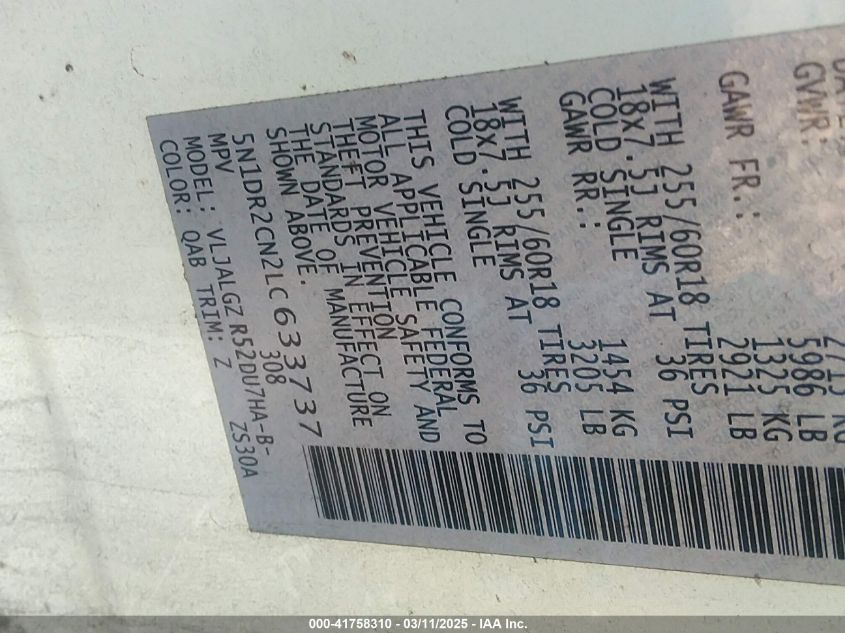 GVWR: KG
5986 LB
GAWR FR.: 1325 KG
2921 LB
WITH 255/60R18 TIRES
18x7.5J RIMS AT 36 PSI
COLD SINGLE
GAWR RR.: 1454 KG
3205 LB
WITH 255/60R18 TIRES
18x7.5J RIMS AT 36 PSI
COLD SINGLE
THIS VEHICLE CONFORMS TO
ALL APPLICABLE FEDERAL
MOTOR VEHICLE SAFETY AND
THEFT PREVENTION
STANDARDS IN EFFECT ON
THE DATE OF MANUFACTURE
SHOWN ABOVE.
5N1DR2CN2LC633737
MPV 308
MODEL: VLJALGZ R52DU7HA-B-
COLOR: QAB TRIM: Z ZS30A
000-41758310 - 03/11/2025 - IAA Inc.